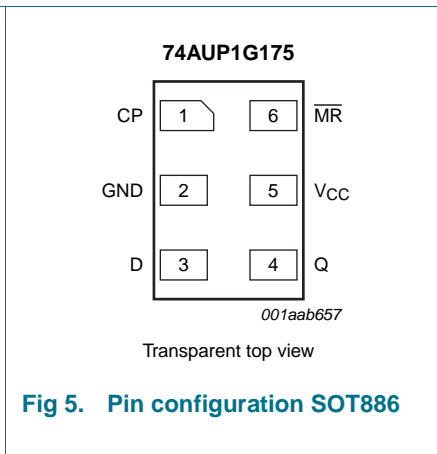 74AUP1G175
CP 1 6 M̅R̅
GND 2 5 VCC
D 3 4 Q
001aab657
Transparent top view
Fig 5. Pin configuration SOT886